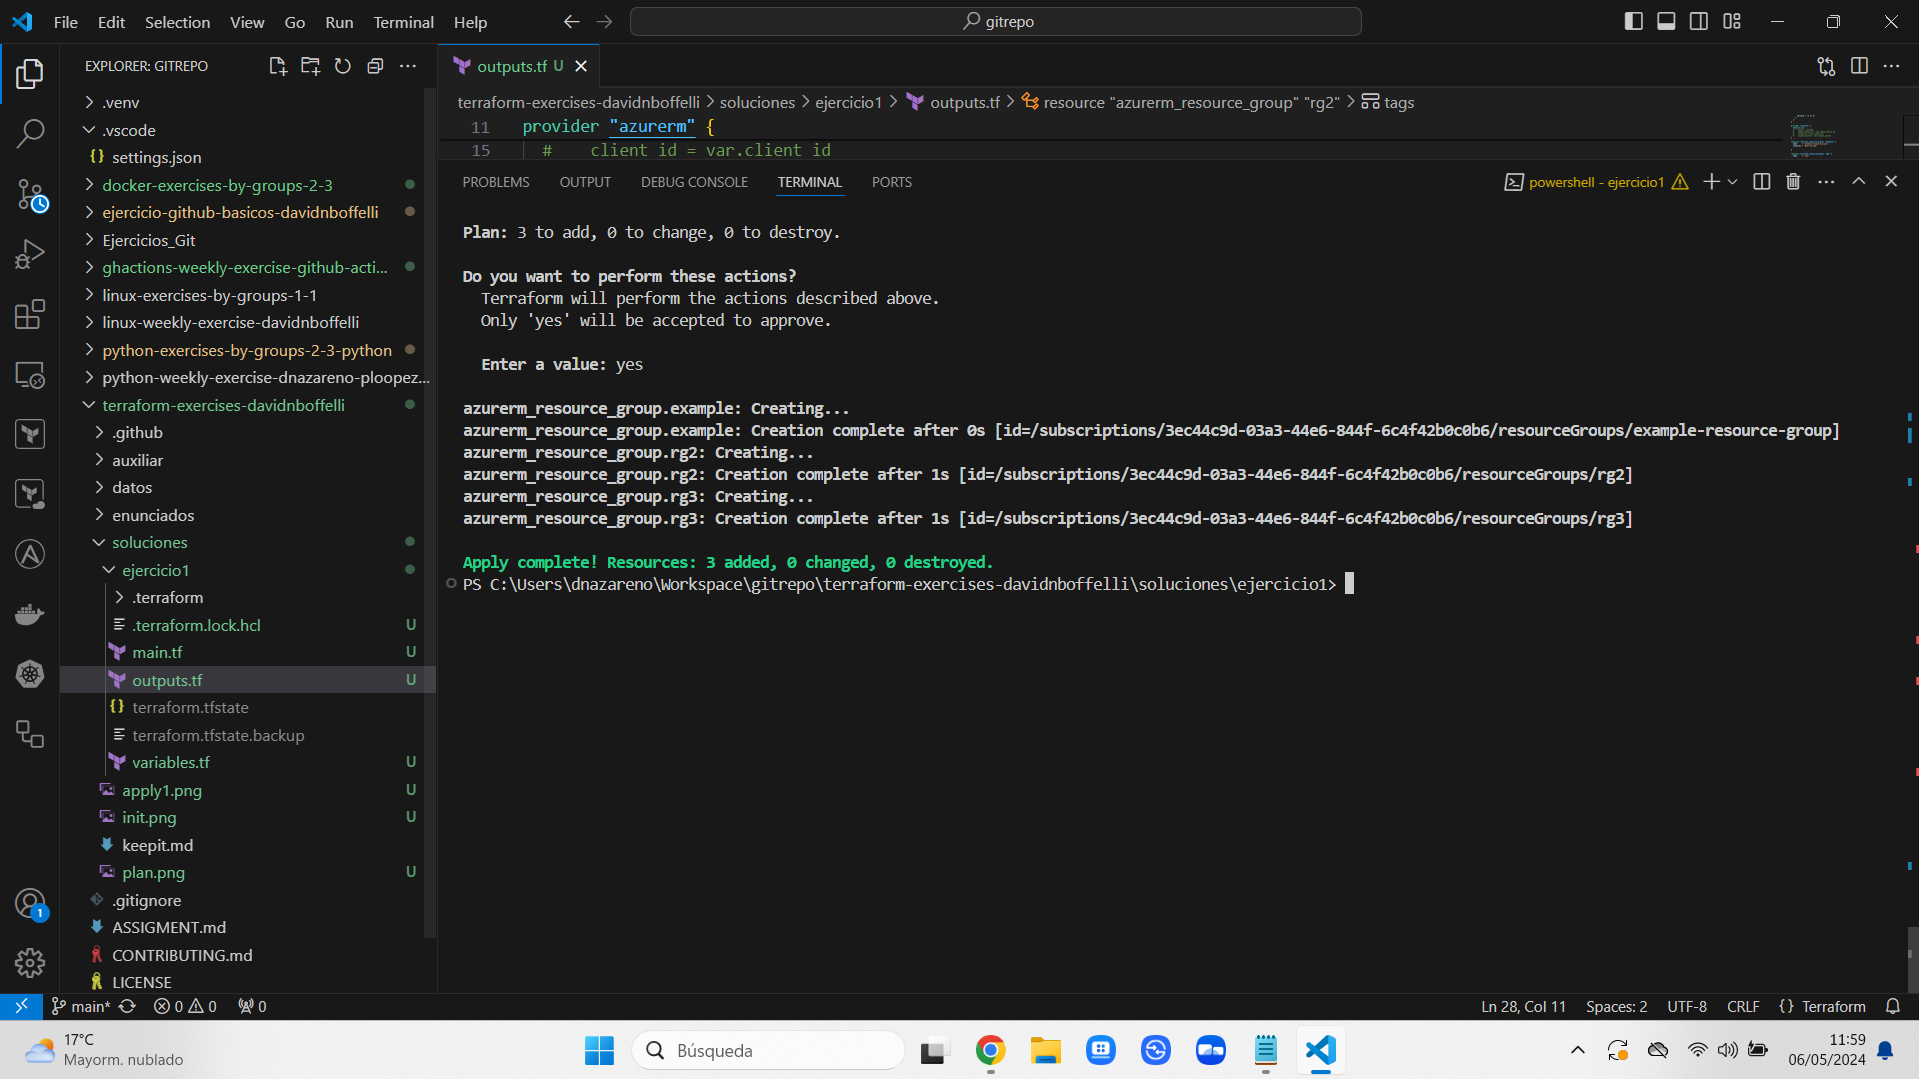 File Edit Selection View Go Run Terminal Help
gitrepo
EXPLORER: GITREPO
.venv
.vscode
settings.json
docker-exercises-by-groups-2-3
ejercicio-github-basicos-davidnboffelli
Ejercicios_Git
ghactions-weekly-exercise-github-acti...
linux-exercises-by-groups-1-1
linux-weekly-exercise-davidnboffelli
python-exercises-by-groups-2-3-python
python-weekly-exercise-dnazareno-ploopez...
terraform-exercises-davidnboffelli
.github
auxiliar
datos
enunciados
soluciones
ejercicio1
.terraform
.terraform.lock.hcl U
main.tf U
outputs.tf U
terraform.tfstate
terraform.tfstate.backup
variables.tf U
apply1.png U
init.png U
keepit.md
plan.png U
.gitignore
ASSIGMENT.md
CONTRIBUTING.md
LICENSE
outputs.tf U
terraform-exercises-davidnboffelli > soluciones > ejercicio1 > outputs.tf > resource "azurerm_resource_group" "rg2" > tags
11 provider "azurerm" {
15 # client_id = var.client_id
PROBLEMS OUTPUT DEBUG CONSOLE TERMINAL PORTS
powershell - ejercicio1
Plan: 3 to add, 0 to change, 0 to destroy.
Do you want to perform these actions?
Terraform will perform the actions described above.
Only 'yes' will be accepted to approve.
Enter a value: yes
azurerm_resource_group.example: Creating...
azurerm_resource_group.example: Creation complete after 0s [id=/subscriptions/3ec44c9d-03a3-44e6-844f-6c4f42b0c0b6/resourceGroups/example-resource-group]
azurerm_resource_group.rg2: Creating...
azurerm_resource_group.rg2: Creation complete after 1s [id=/subscriptions/3ec44c9d-03a3-44e6-844f-6c4f42b0c0b6/resourceGroups/rg2]
azurerm_resource_group.rg3: Creating...
azurerm_resource_group.rg3: Creation complete after 1s [id=/subscriptions/3ec44c9d-03a3-44e6-844f-6c4f42b0c0b6/resourceGroups/rg3]
Apply complete! Resources: 3 added, 0 changed, 0 destroyed.
PS C:\Users\dnazareno\Workspace\gitrepo\terraform-exercises-davidnboffelli\soluciones\ejercicio1>
1
main* 0 0 0
Ln 28, Col 11 Spaces: 2 UTF-8 CRLF {} Terraform
17°C
Mayorm. nublado
Búsqueda
11:59
06/05/2024